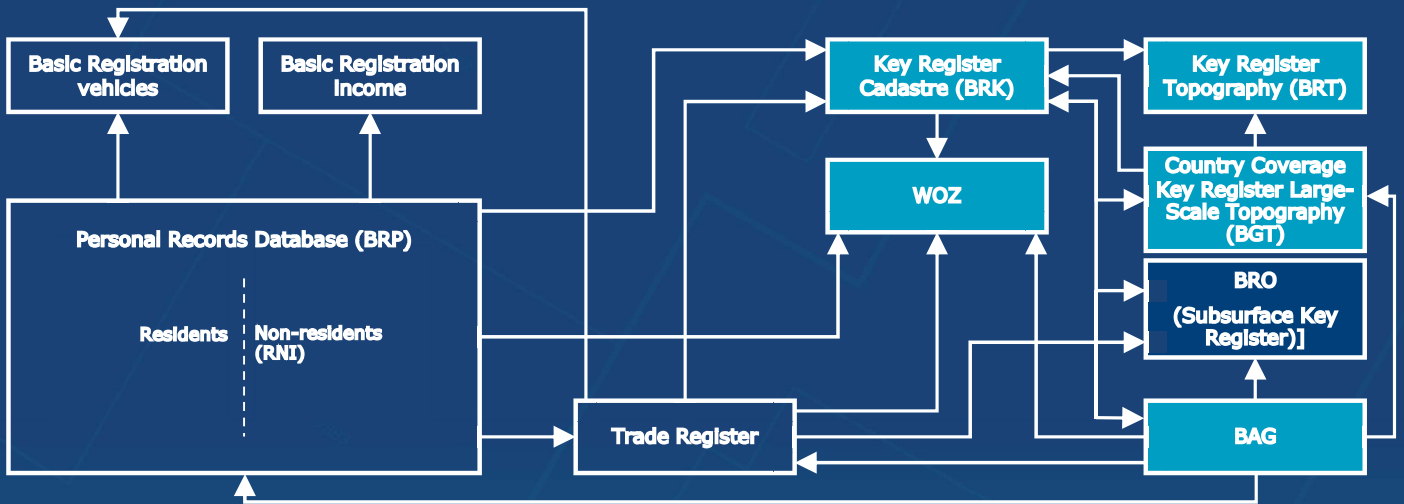 Basic Registration
vehicles
Basic Registration
income
Key Register
Cadastre (BRK)
Key Register
Topography (BRT)
WOZ
Country Coverage
Key Register Large-
Scale Topography
(BGT)
Personal Records Database (BRP)
Residents
Non-residents
(RNI)
BRO
(Subsurface Key
Register)]
Trade Register
BAG